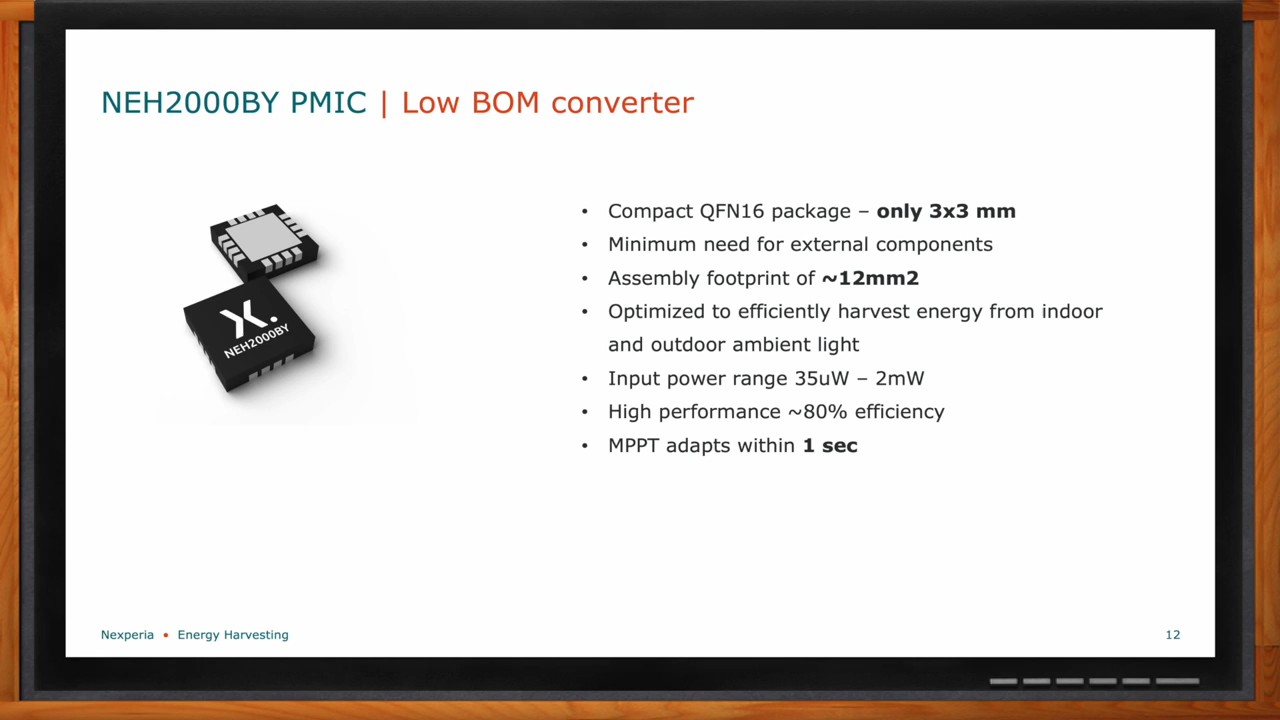 NEH2000BY PMIC | Low BOM converter
• Compact QFN16 package – only 3x3 mm
• Minimum need for external components
• Assembly footprint of ~12mm2
• Optimized to efficiently harvest energy from indoor
and outdoor ambient light
• Input power range 35uW – 2mW
• High performance ~80% efficiency
• MPPT adapts within 1 sec
NEH2000BY
Nexperia • Energy Harvesting
12